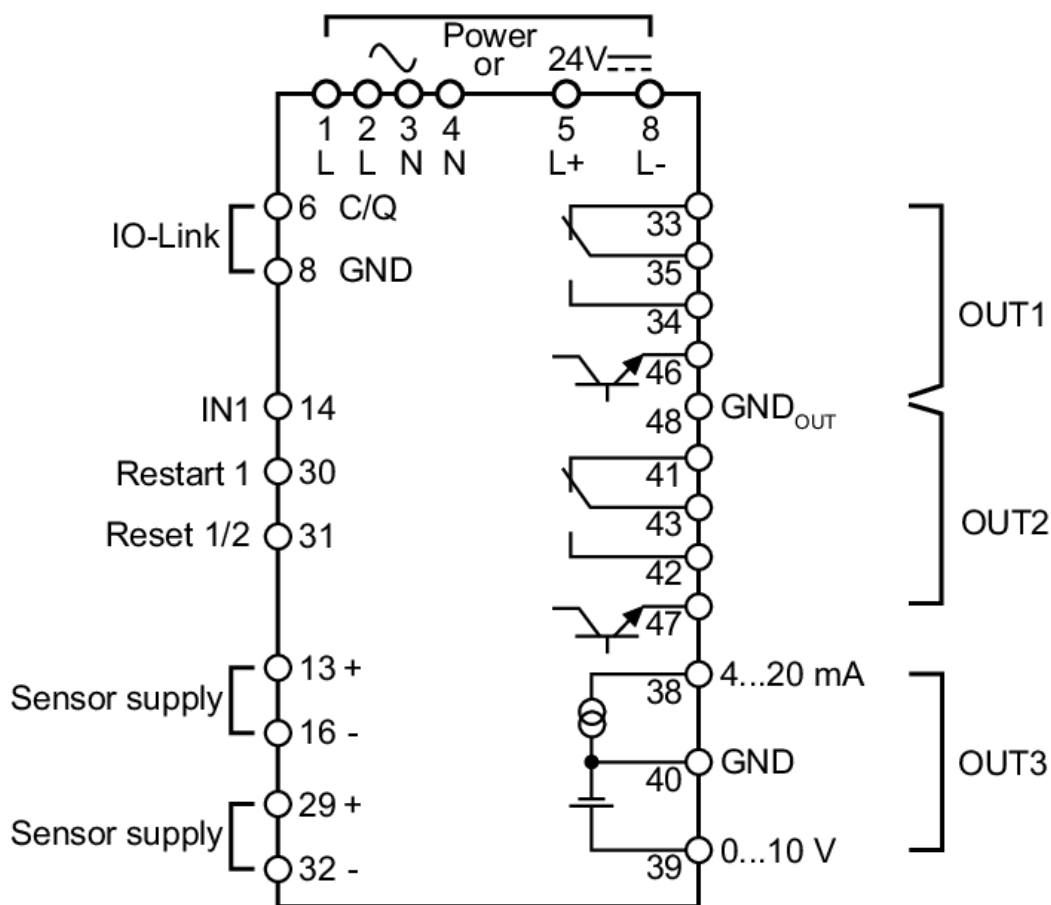 Power
or 24V
1 2 3 4 5 8
L L N N L+ L-
6 C/Q
IO-Link
8 GND
IN1 14
Restart 1 30
Reset 1/2 31
13 +
Sensor supply
16 -
29 +
Sensor supply
32 -
33
35
34
OUT1
46
48 GNDOUT
41
43
OUT2
42
47
38 4...20 mA
40 GND
OUT3
39 0...10 V